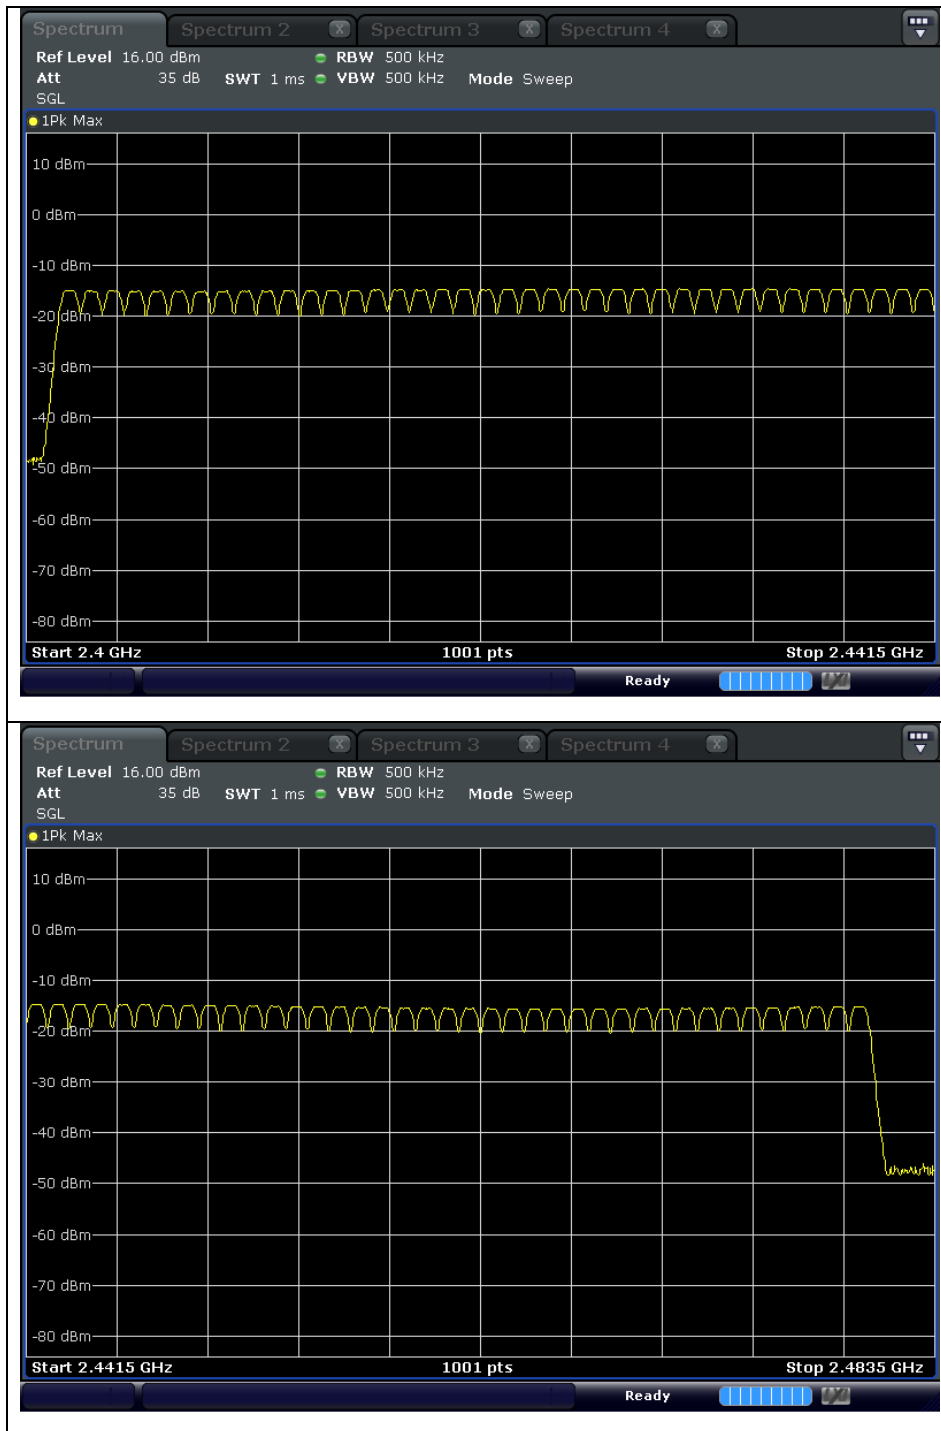 Spectrum Spectrum 2 X Spectrum 3 X Spectrum 4 X
Ref Level 16.00 dBm RBW 500 kHz
Att 35 dB SWT 1 ms VBW 500 kHz Mode Sweep
SGL
1Pk Max
10 dBm
0 dBm
-10 dBm
-20 dBm
-30 dBm
-40 dBm
-50 dBm
-60 dBm
-70 dBm
-80 dBm
Start 2.4 GHz 1001 pts Stop 2.4415 GHz
Ready
Spectrum Spectrum 2 X Spectrum 3 X Spectrum 4 X
Ref Level 16.00 dBm RBW 500 kHz
Att 35 dB SWT 1 ms VBW 500 kHz Mode Sweep
SGL
1Pk Max
10 dBm
0 dBm
-10 dBm
-20 dBm
-30 dBm
-40 dBm
-50 dBm
-60 dBm
-70 dBm
-80 dBm
Start 2.4415 GHz 1001 pts Stop 2.4835 GHz
Ready